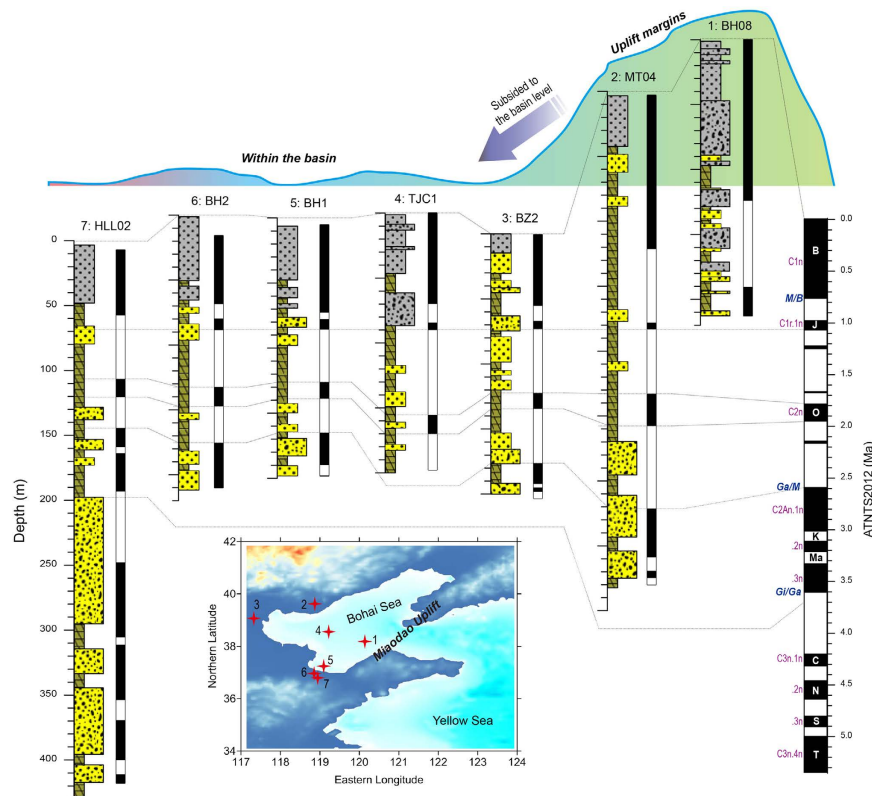 1: BH08
Uplift margins
2: MT04
Subsided to
the basin level
Within the basin
7: HLL02
6: BH2
5: BH1
4: TJC1
3: BZ2
Depth (m)
0
50
100
150
200
300
350
400
0.0
0.5
1.0
1.5
2.0
2.5
3.0
3.5
4.0
4.5
5.0
ATNTS2012 (Ma)
B
C1n
M/B
C1r.1n
J
C2n
O
Ga/M
C2An.1n
K
.2n
Ma
.3n
Gi/Ga
C3n.1n
C
.2n
N
.3n
S
C3n.4n
T
42
40
38
36
34
Northern Latitude
117
118
119
120
121
122
123
124
Eastern Longitude
2
3
Bohai Sea
4
1
Miaodao Uplift
5
6
7
Yellow Sea